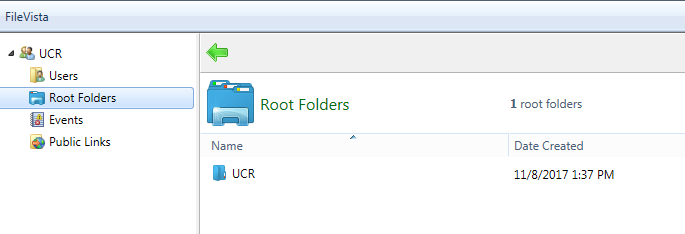 FileVista
UCR
Users
Root Folders
Events
Public Links
Root Folders
1 root folders
Name Date Created
UCR 11/8/2017 1:37 PM